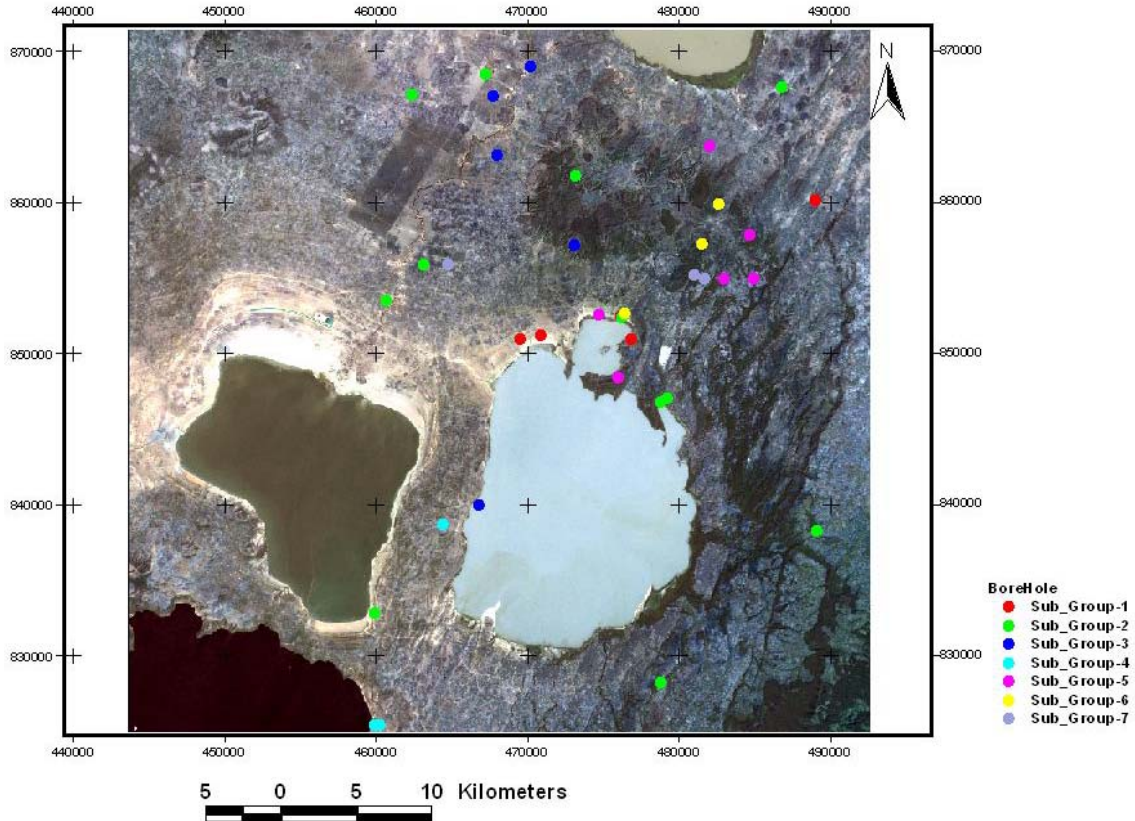 440000 450000 460000 470000 480000 490000
870000 870000
N
860000 860000
850000 850000
840000 840000
830000 830000
440000 450000 460000 470000 480000 490000
BoreHole
Sub_Group-1
Sub_Group-2
Sub_Group-3
Sub_Group-4
Sub_Group-5
Sub_Group-6
Sub_Group-7
5 0 5 10 Kilometers